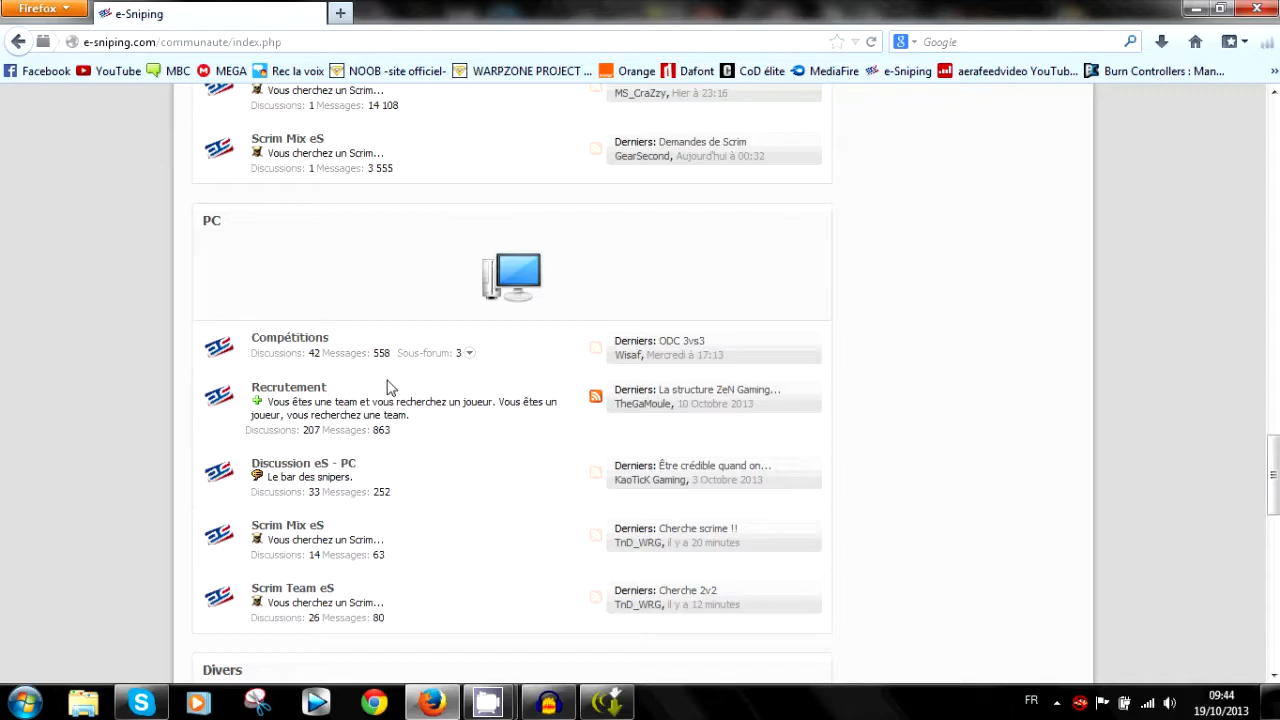 Firefox
e-Sniping
e-sniping.com/communaute/index.php
Google
Facebook YouTube MBC MEGA Rec la voix NOOB -site officiel- WARPZONE PROJECT ... Orange Dafont CoD élite MediaFire e-Sniping aerafeedvideo YouTub... Burn Controllers : Man... »
Vous cherchez un Scrim...
Discussions: 1 Messages: 14 108
MS_CraZzy, Hier à 23:16
Scrim Mix eS
Vous cherchez un Scrim...
Discussions: 1 Messages: 3 555
Derniers: Demandes de Scrim
GearSecond, Aujourd'hui à 00:32
PC
Compétitions
Discussions: 42 Messages: 558 Sous-forum: 3
Derniers: ODC 3vs3
Wisaf, Mercredi à 17:13
Recrutement
Vous êtes une team et vous recherchez un joueur. Vous êtes un
joueur, vous recherchez une team.
Discussions: 207 Messages: 863
Derniers: La structure ZeN Gaming...
TheGaMoule, 10 Octobre 2013
Discussion eS - PC
Le bar des snipers.
Discussions: 33 Messages: 252
Derniers: Être crédible quand on...
KaoTicK Gaming, 3 Octobre 2013
Scrim Mix eS
Vous cherchez un Scrim...
Discussions: 14 Messages: 63
Derniers: Cherche scrime !!
TnD_WRG, il y a 20 minutes
Scrim Team eS
Vous cherchez un Scrim...
Discussions: 26 Messages: 80
Derniers: Cherche 2v2
TnD_WRG, il y a 12 minutes
Divers
FR
09:44
19/10/2013